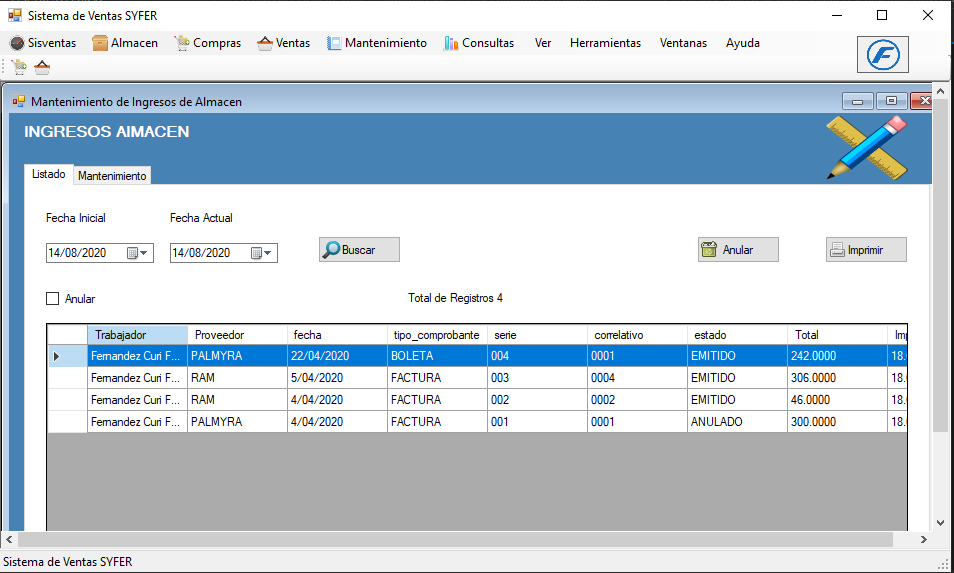 Sistema de Ventas SYFER
Sisventas Almacen Compras Ventas Mantenimiento Consultas Ver Herramientas Ventanas Ayuda
F
Mantenimiento de Ingresos de Almacen
INGRESOS AlMACEN
Listado Mantenimiento
Fecha Inicial Fecha Actual
14/08/2020 14/08/2020 Buscar Anular Imprimir
Anular Total de Registros 4
Trabajador Proveedor fecha tipo_comprobante serie correlativo estado Total Imp
Fernandez Curi F... PALMYRA 22/04/2020 BOLETA 004 0001 EMITIDO 242.0000 18.
Fernandez Curi F... RAM 5/04/2020 FACTURA 003 0004 EMITIDO 306.0000 18.
Fernandez Curi F... RAM 4/04/2020 FACTURA 002 0002 EMITIDO 46.0000 18.
Fernandez Curi F... PALMYRA 4/04/2020 FACTURA 001 0001 ANULADO 300.0000 18.
Sistema de Ventas SYFER